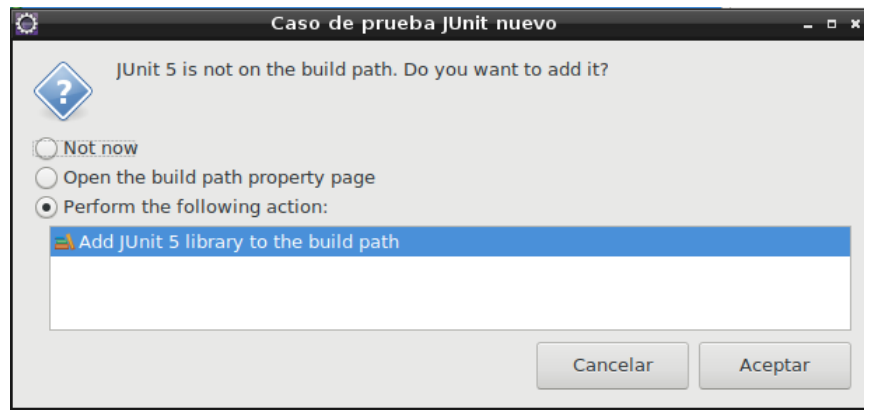 Caso de prueba JUnit nuevo
JUnit 5 is not on the build path. Do you want to add it?
Not now
Open the build path property page
Perform the following action:
Add JUnit 5 library to the build path
Cancelar
Aceptar